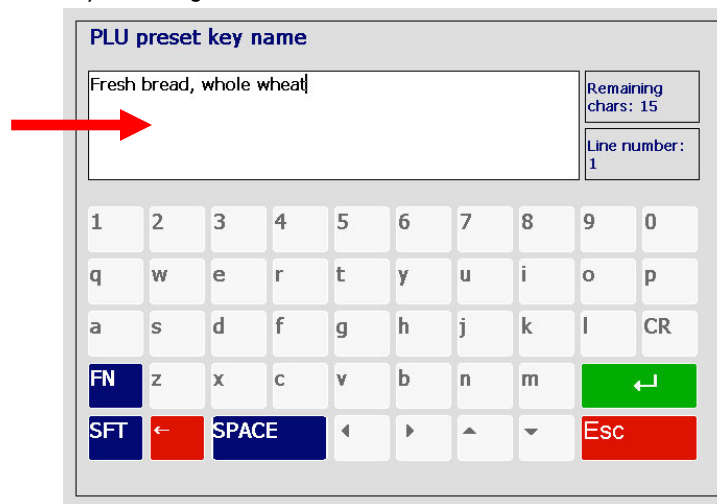 PLU preset key name
Fresh bread, whole wheat
Remaining
chars: 15
Line number:
1
1 2 3 4 5 6 7 8 9 0
q w e r t y u i o p
a s d f g h j k l CR
FN z x c v b n m ↵
SFT ← SPACE Esc